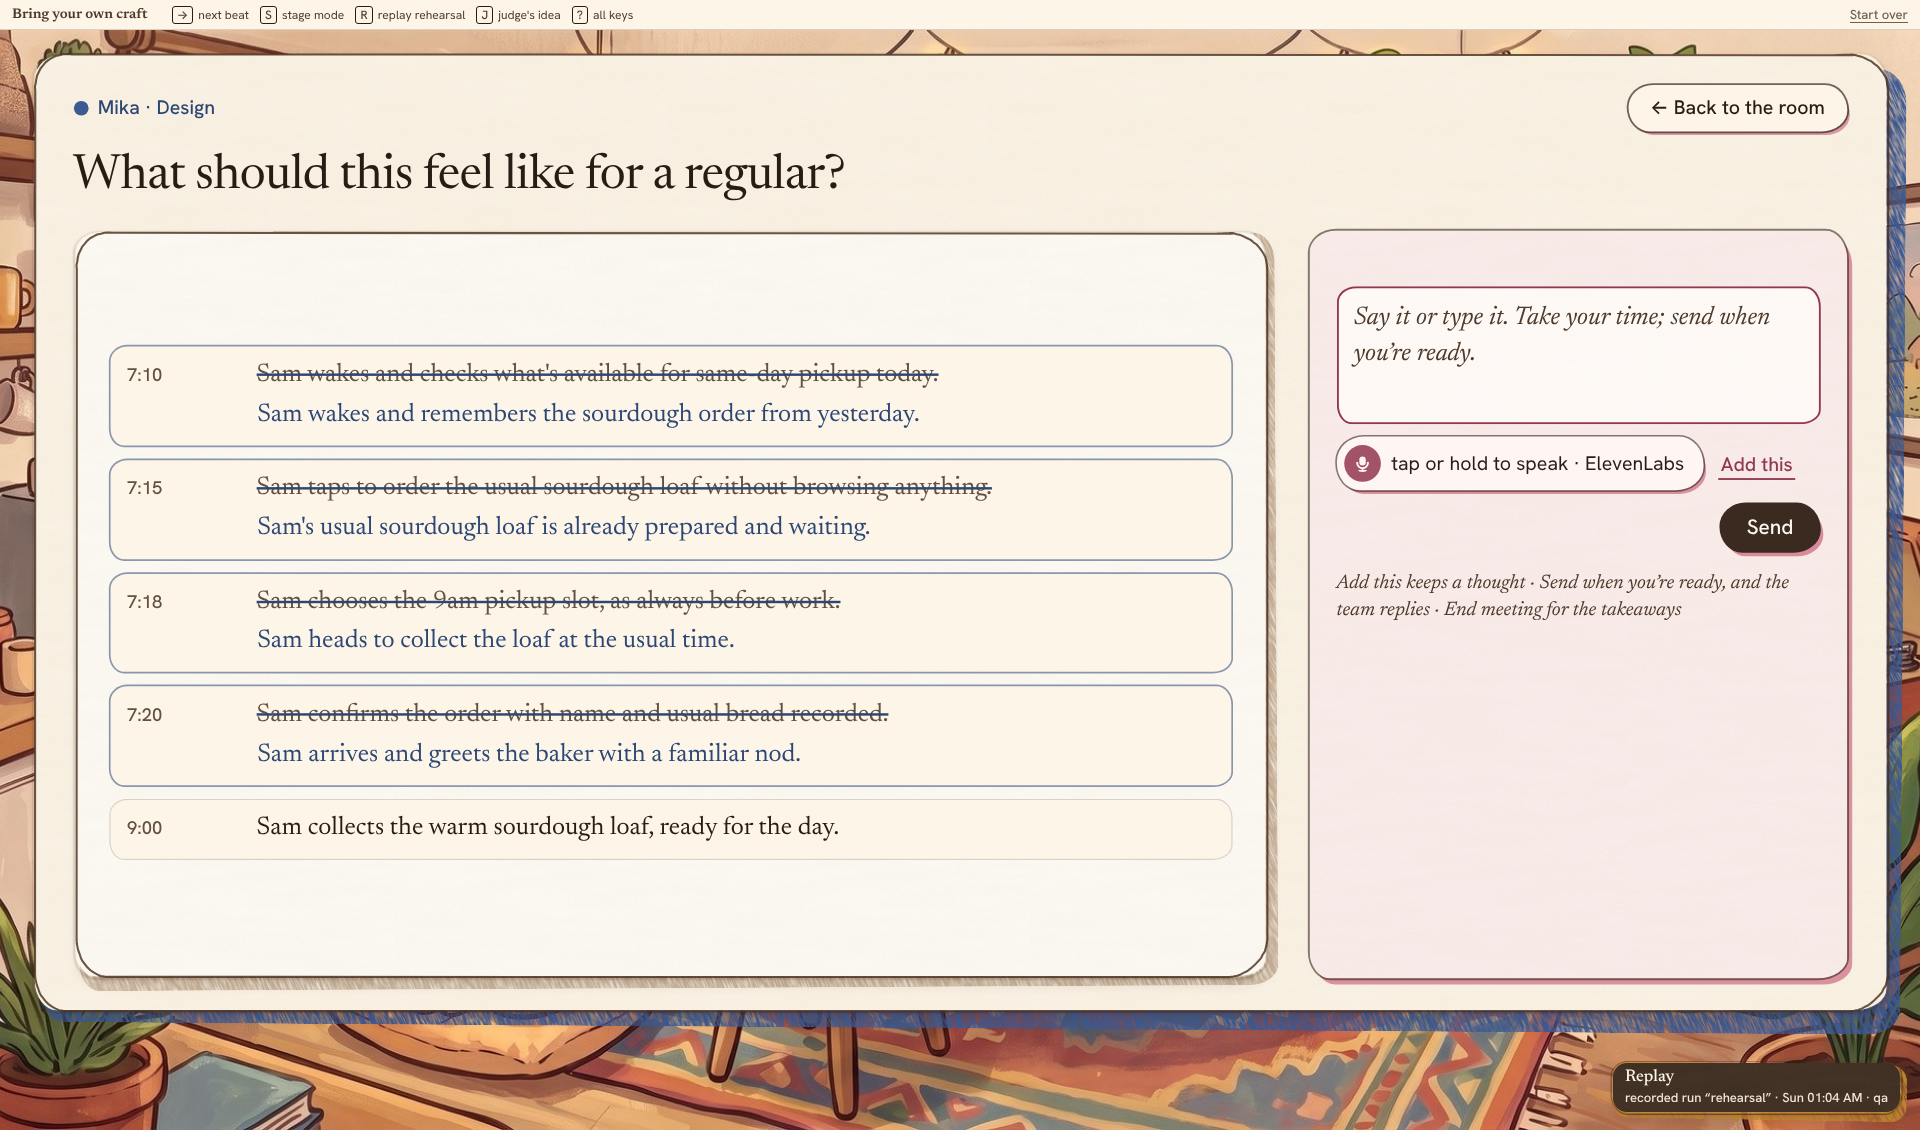 Bring your own craft → next beat S stage mode R replay rehearsal J judge's idea ? all keys Start over
Mika · Design
← Back to the room
What should this feel like for a regular?
7:10 Sam wakes and checks what's available for same-day pickup today.
Sam wakes and remembers the sourdough order from yesterday.
7:15 Sam taps to order the usual sourdough loaf without browsing anything.
Sam's usual sourdough loaf is already prepared and waiting.
7:18 Sam chooses the 9am pickup slot, as always before work.
Sam heads to collect the loaf at the usual time.
7:20 Sam confirms the order with name and usual bread recorded.
Sam arrives and greets the baker with a familiar nod.
9:00 Sam collects the warm sourdough loaf, ready for the day.
Say it or type it. Take your time; send when
you're ready.
tap or hold to speak · ElevenLabs Add this
Send
Add this keeps a thought · Send when you're ready, and the
team replies · End meeting for the takeaways
Replay
recorded run “rehearsal” · Sun 01:04 AM · qa